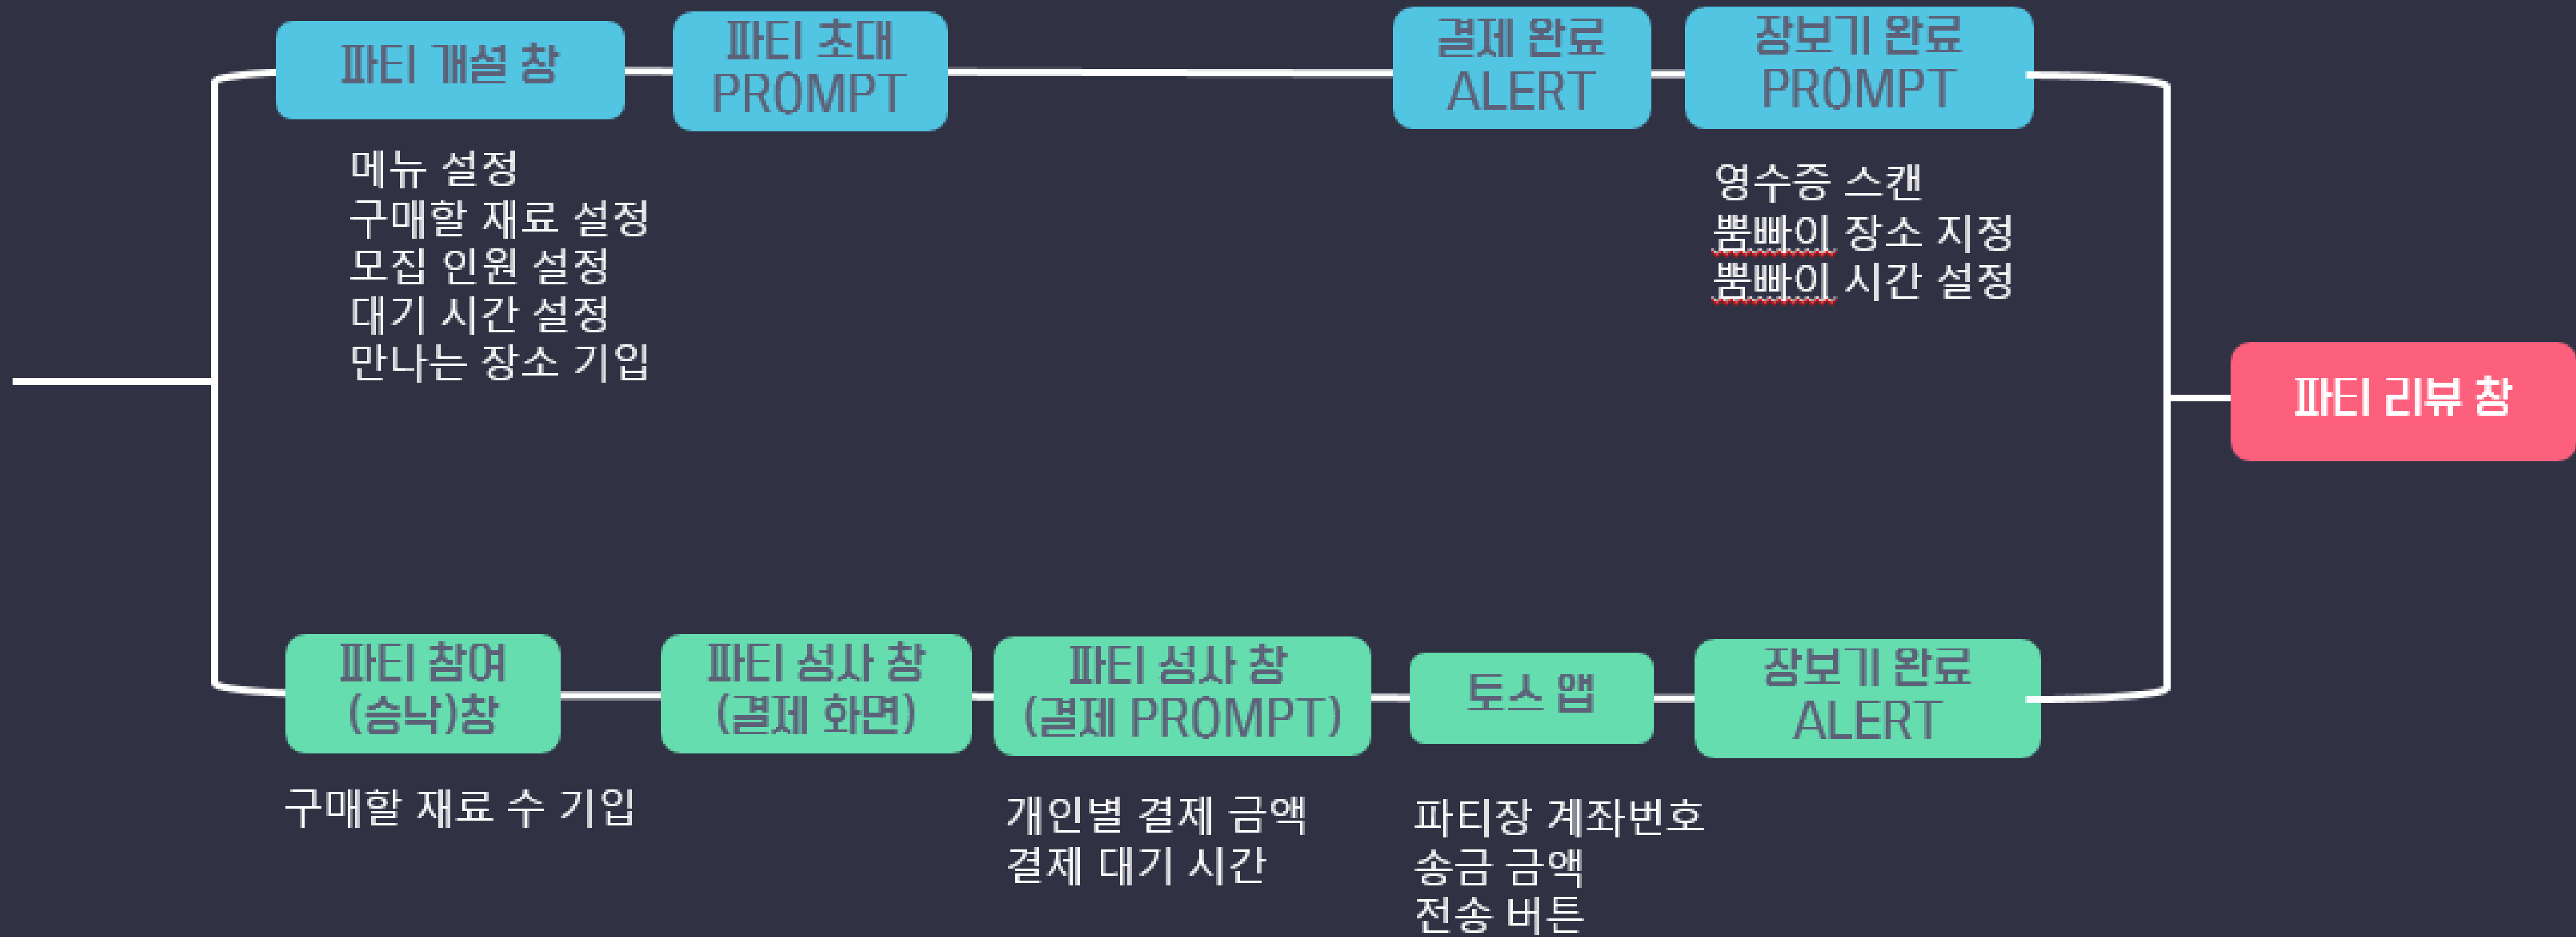 파티 개설 창
메뉴 설정
구매할 재료 설정
모집 인원 설정
대기 시간 설정
만나는 장소 기입
파티 초대
PROMPT
결제 완료
ALERT
장보기 완료
PROMPT
영수증 스캔
뿜빠이 장소 지정
뿜빠이 시간 설정
파티 리뷰 창
파티 참여
(승낙)창
구매할 재료 수 기입
파티 성사 창
(결제 화면)
파티 성사 창
(결제 PROMPT)
개인별 결제 금액
결제 대기 시간
토스 앱
파티장 계좌번호
송금 금액
전송 버튼
장보기 완료
ALERT